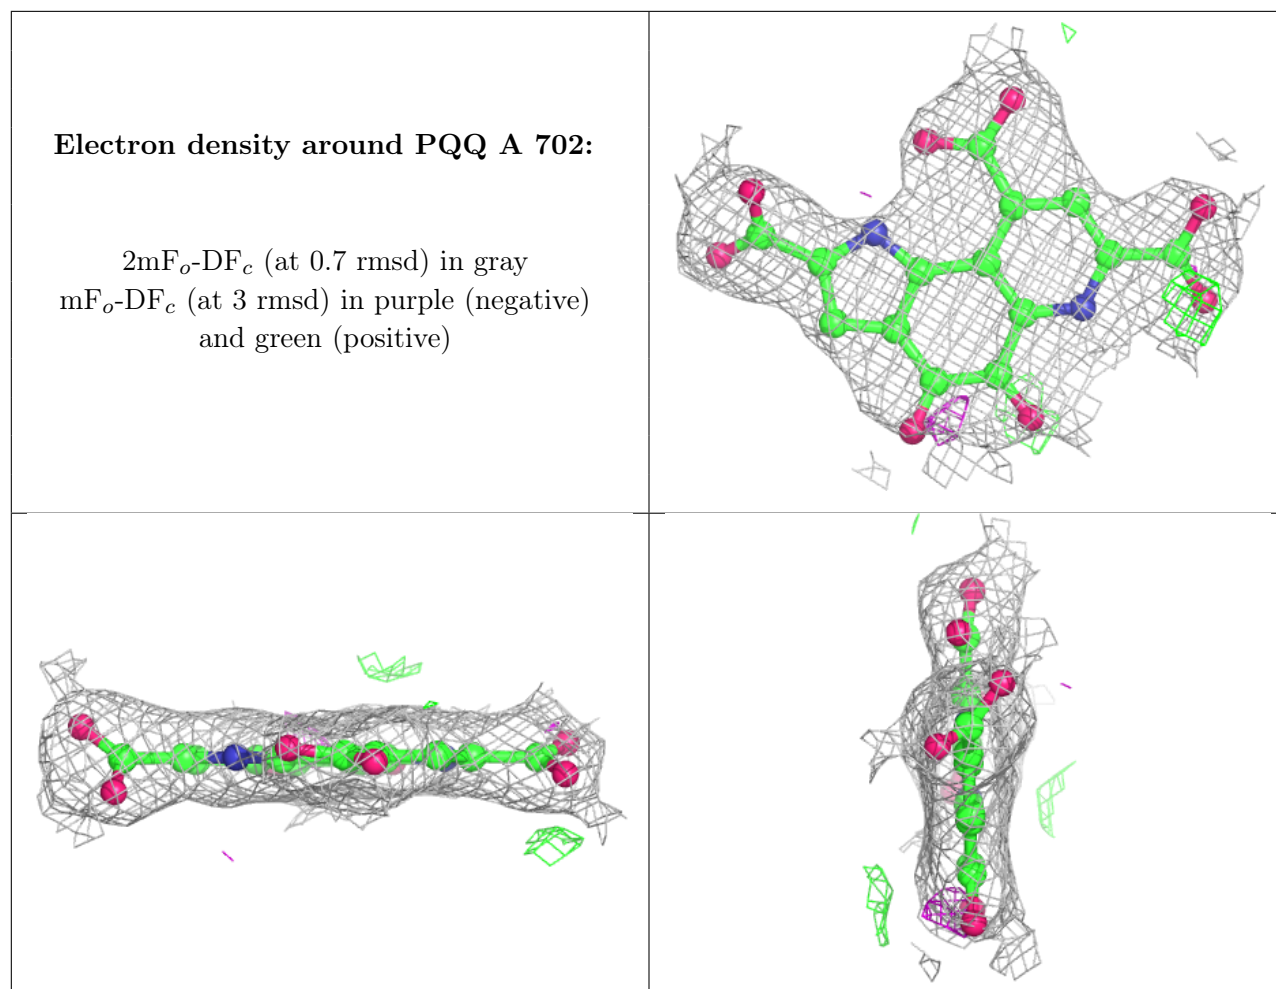 Electron density around PQQ A 702:
2mFo-DFc (at 0.7 rmsd) in gray
mFo-DFc (at 3 rmsd) in purple (negative)
and green (positive)